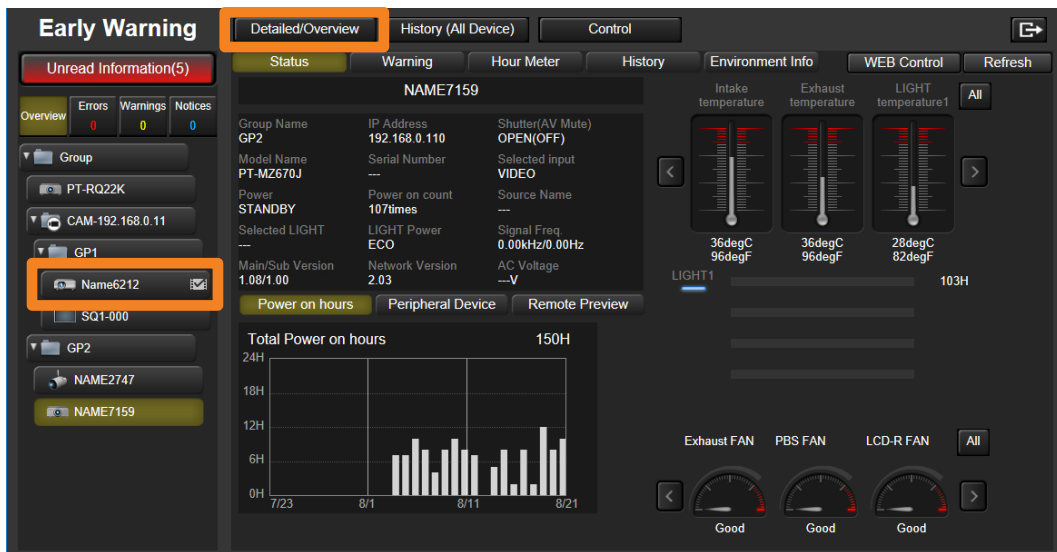 Early Warning
Detailed/Overview
History (All Device)
Control
Unread Information(5)
Status
Warning
Hour Meter
History
Environment Info
WEB Control
Refresh
Overview
Errors
0
Warnings
0
Notices
0
Group
PT-RQ22K
CAM-192.168.0.11
GP1
Name6212
SQ1-000
GP2
NAME2747
NAME7159
NAME7159
Group Name
GP2
IP Address
192.168.0.110
Shutter(AV Mute)
OPEN(OFF)
Model Name
PT-MZ670J
Serial Number
---
Selected input
VIDEO
Power
STANDBY
Power on count
107times
Source Name
---
Selected LIGHT
---
LIGHT Power
ECO
Signal Freq.
0.00kHz/0.00Hz
Main/Sub Version
1.08/1.00
Network Version
2.03
AC Voltage
---V
Power on hours
Peripheral Device
Remote Preview
Total Power on hours
150H
24H
18H
12H
6H
0H
7/23
8/1
8/11
8/21
Intake
temperature
Exhaust
temperature
LIGHT
temperature1
All
<
>
36degC
96degF
36degC
96degF
28degC
82degF
LIGHT1
103H
Exhaust FAN
PBS FAN
LCD-R FAN
All
<
>
Good
Good
Good